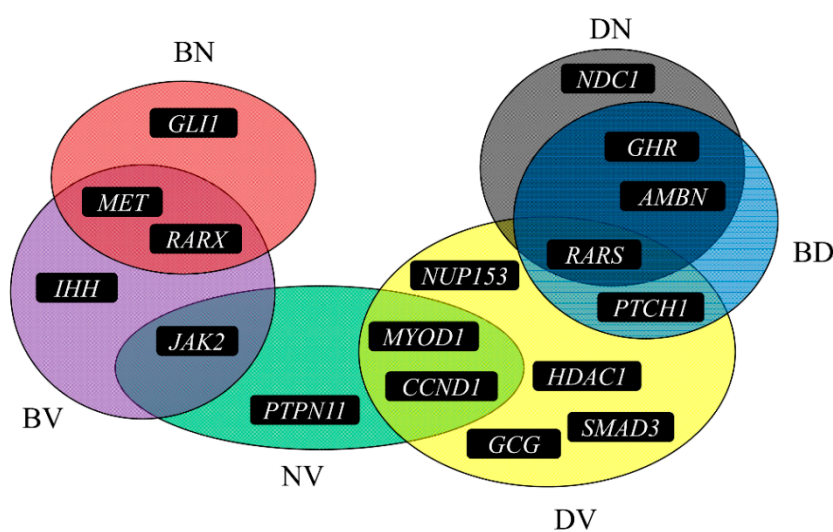 DN
BN
NDC1
GLI1
GHR
MET
AMBN
RARX
RARS
BD
IHH
NUP153
PTCH1
JAK2
MYOD1
HDAC1
CCND1
BV
PTPN11
SMAD3
GCG
NV
DV